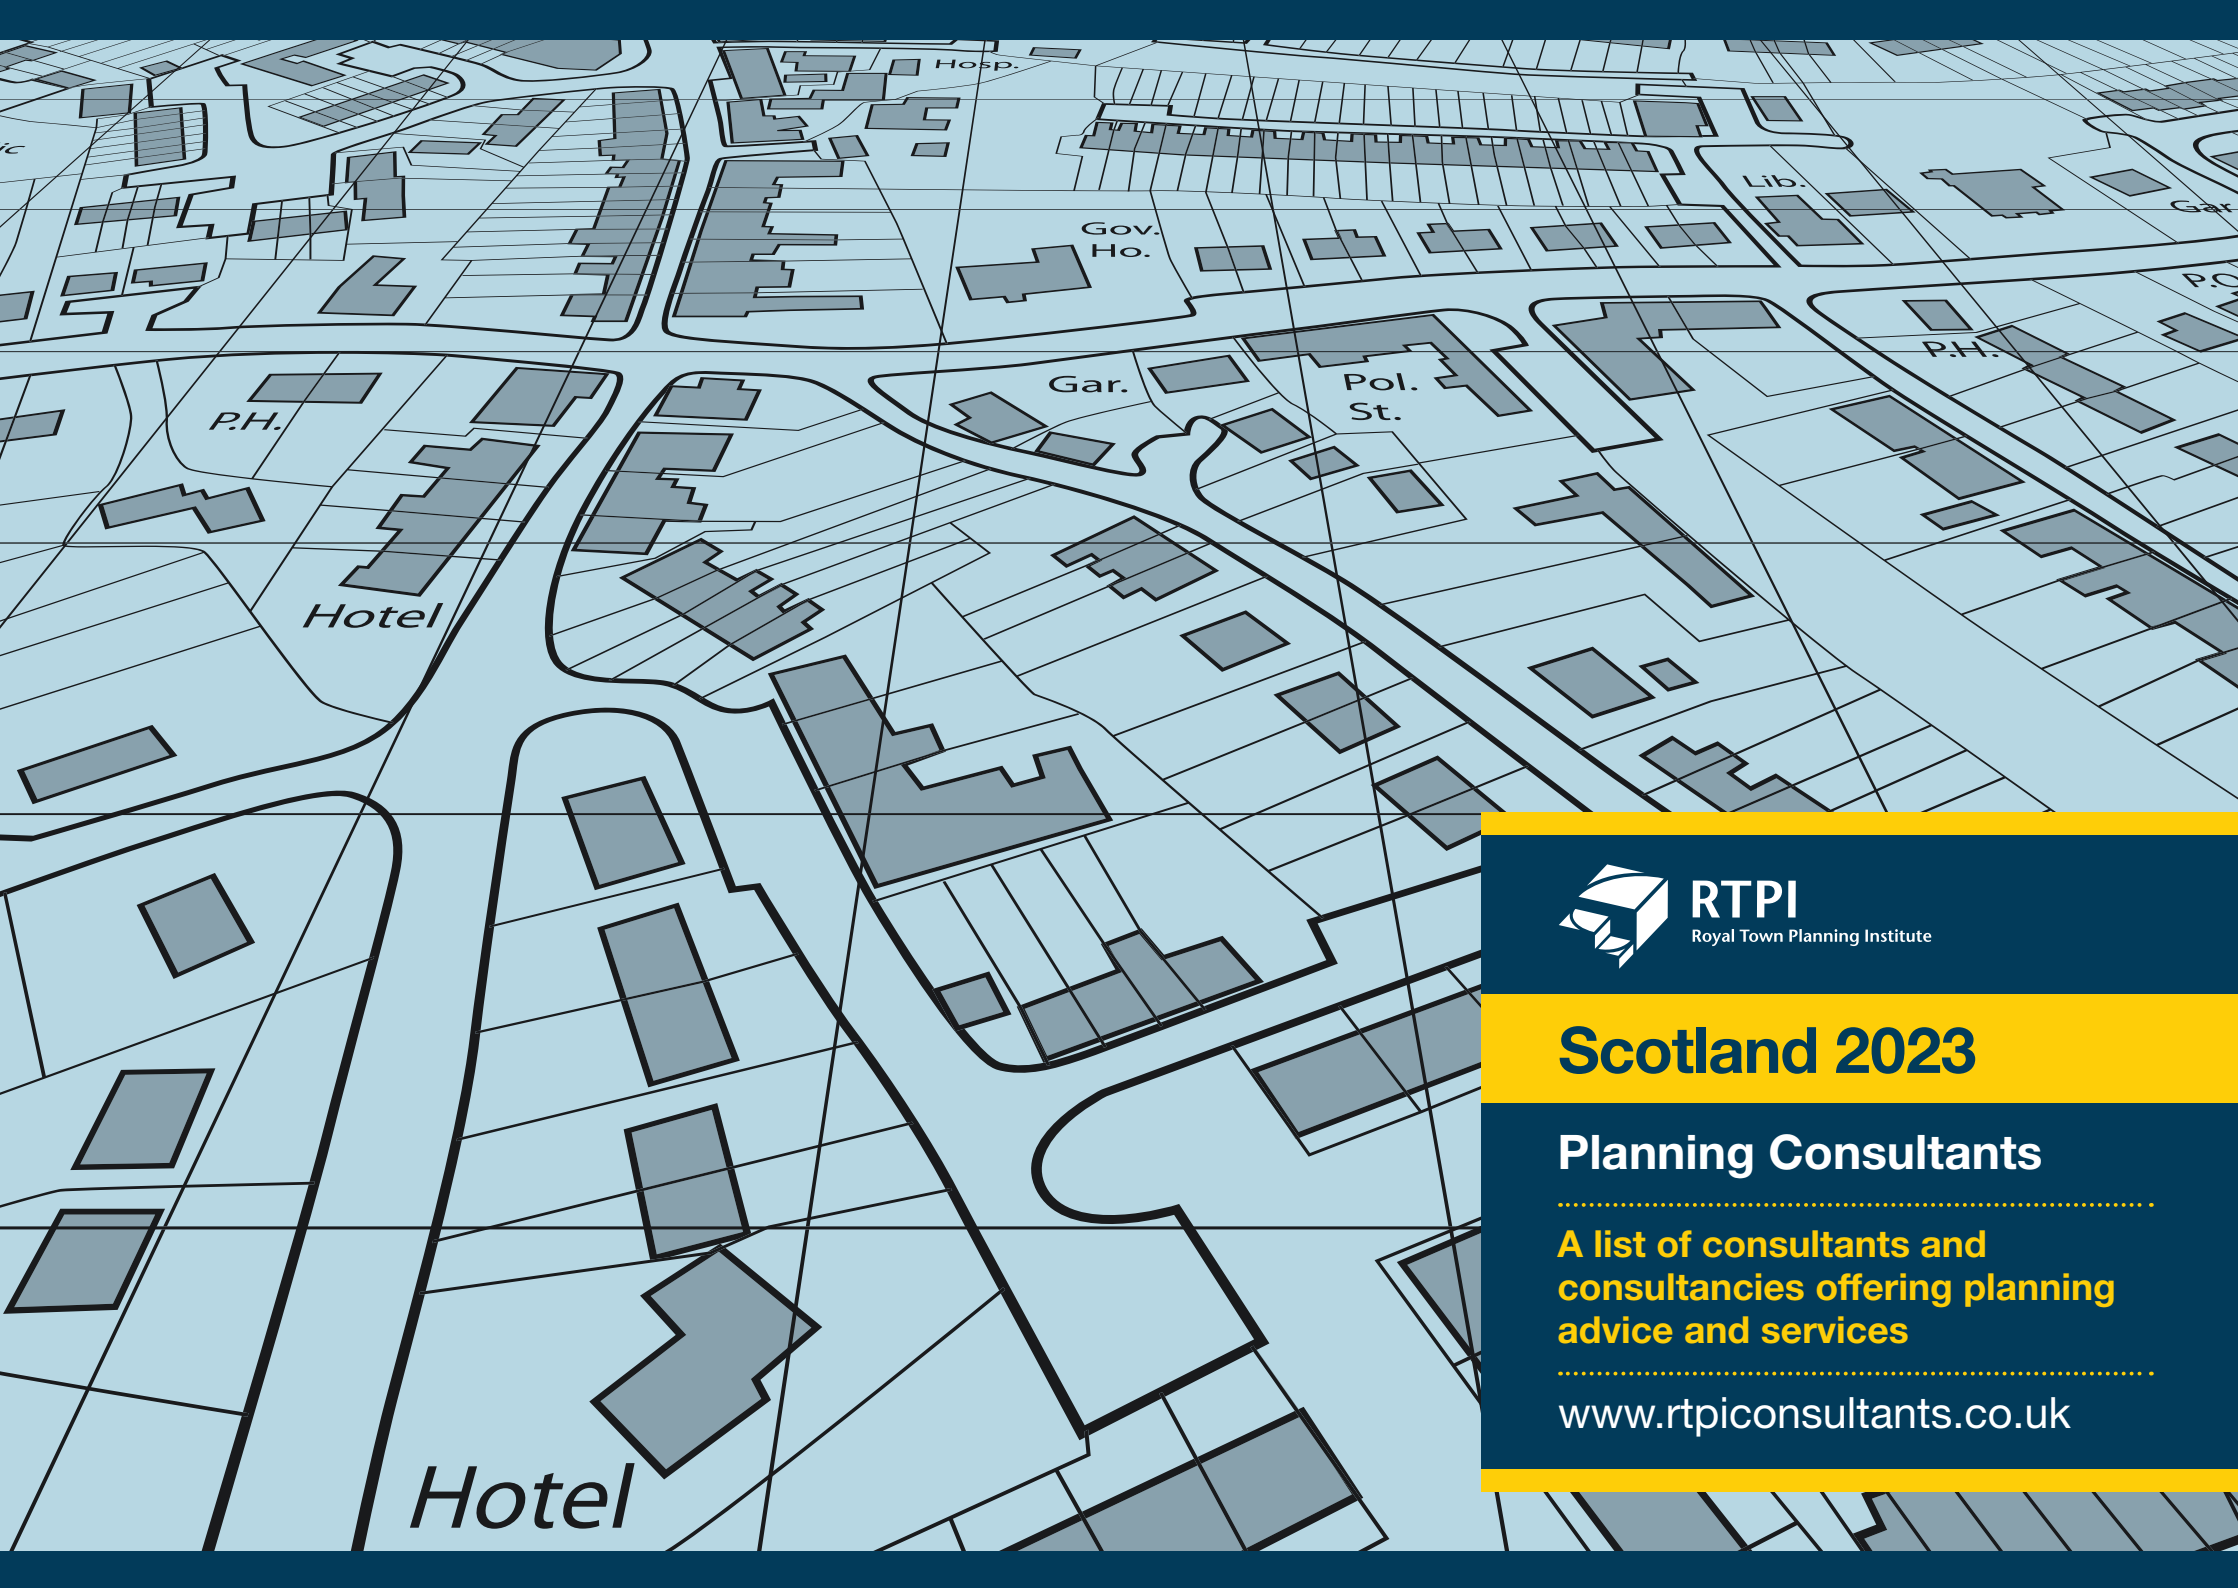 Hosp.
Lib.
Gar
Gov.
Ho.
P.H.
Gar.
Pol.
St.
P.H.
Hotel
RTPI
Royal Town Planning Institute
Scotland 2023
Planning Consultants
A list of consultants and
consultancies offering planning
advice and services
www.rtpiconsultants.co.uk
Hotel